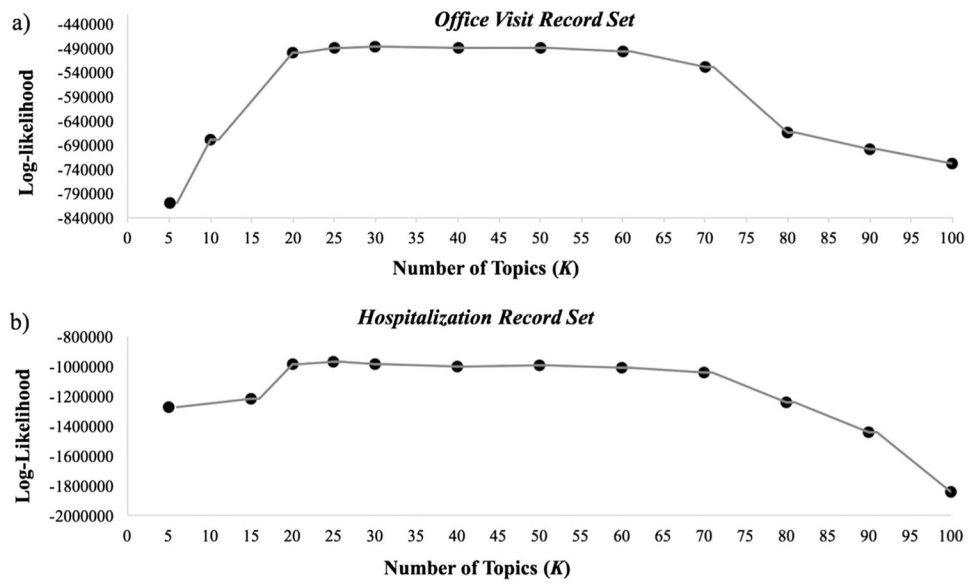 a)
Office Visit Record Set
Log-likelihood
-440000
-490000
-540000
-590000
-640000
-690000
-740000
-790000
-840000
0 5 10 15 20 25 30 35 40 45 50 55 60 65 70 75 80 85 90 95 100
Number of Topics (K)
b)
Hospitalization Record Set
Log-Likelihood
-800000
-1000000
-1200000
-1400000
-1600000
-1800000
-2000000
0 5 10 15 20 25 30 35 40 45 50 55 60 65 70 75 80 85 90 95 100
Number of Topics (K)